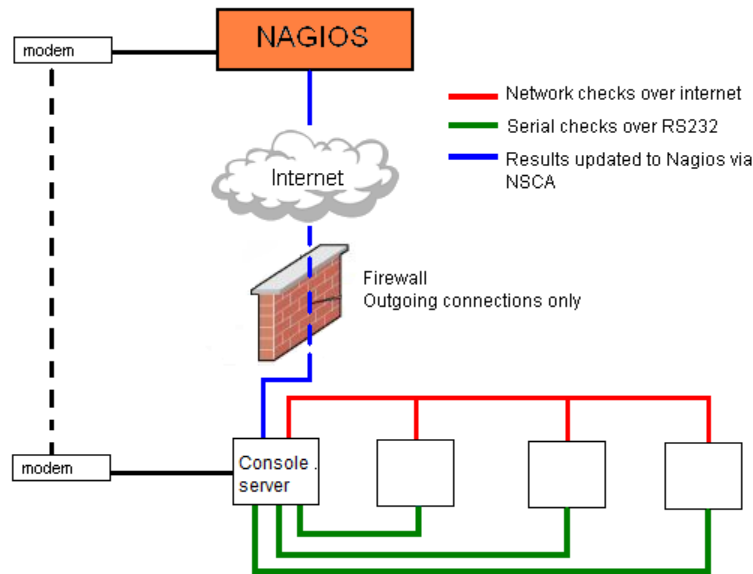 NAGIOS
modem
Network checks over internet
Serial checks over RS232
Results updated to Nagios via
NSCA
Internet
Firewall
Outgoing connections only
modem
Console .
server